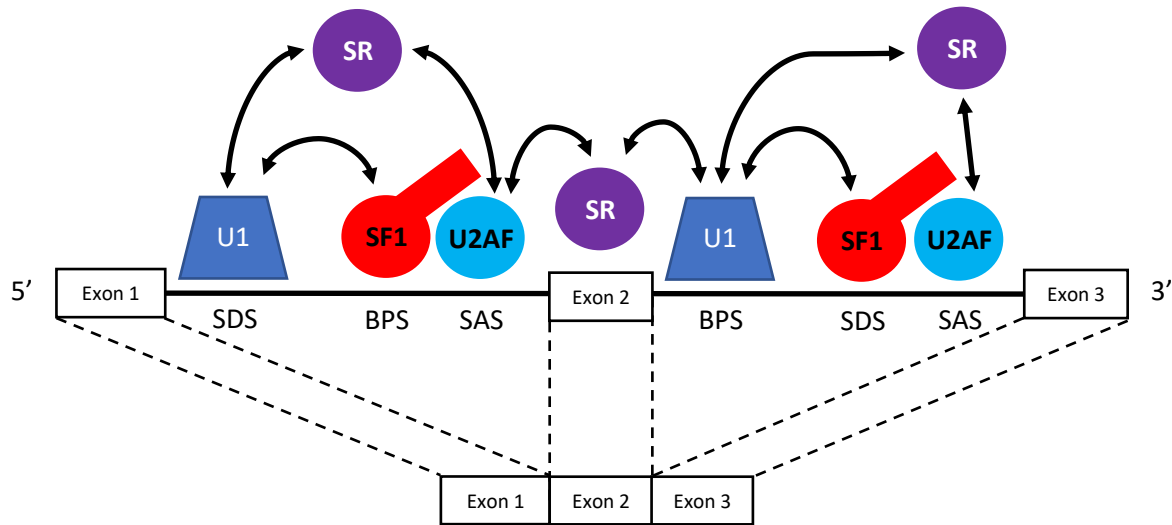 SR
SR
SR
U1
SF1
U2AF
U1
SF1
U2AF
5’
Exon 1
Exon 2
Exon 3
3’
SDS
BPS
SAS
BPS
SDS
SAS
Exon 1
Exon 2
Exon 3